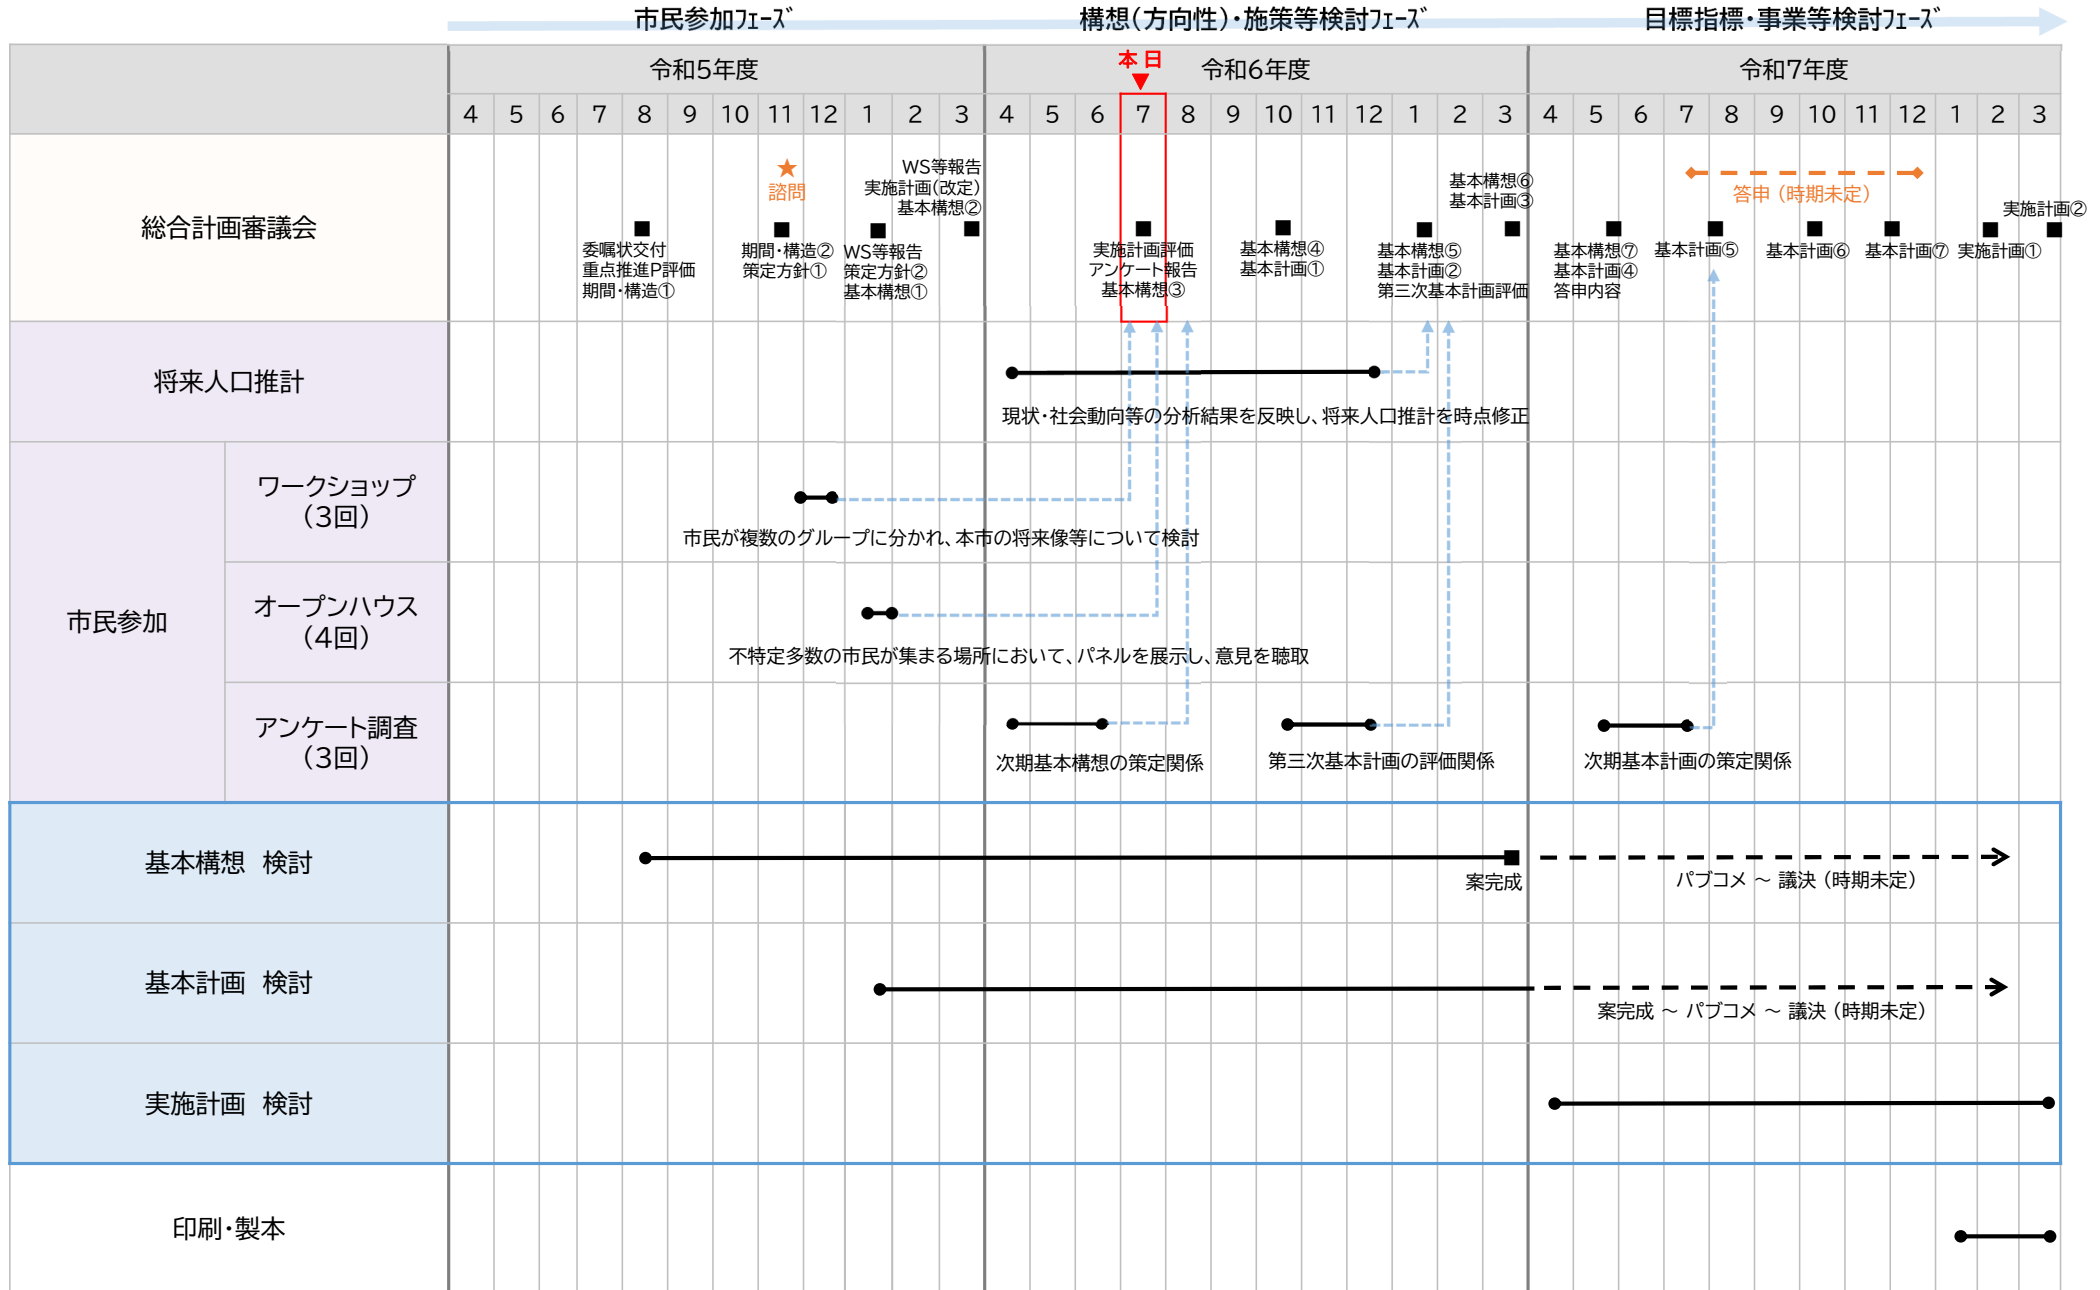 市民参加ﾌｪｰｽﾞ
構想(方向性)・施策等検討ﾌｪｰｽﾞ
目標指標・事業等検討ﾌｪｰｽﾞ
令和5年度
本日
▼
令和6年度
令和7年度
4 5 6 7 8 9 10 11 12 1 2 3 4 5 6 7 8 9 10 11 12 1 2 3 4 5 6 7 8 9 10 11 12 1 2 3
総合計画審議会
委嘱状交付
重点推進P評価
期間・構造①
★
諮問
期間・構造②
策定方針①
WS等報告
策定方針②
基本構想①
WS等報告
実施計画(改定)
基本構想②
実施計画評価
アンケート報告
基本構想③
基本構想④
基本計画①
基本構想⑤
基本計画②
第三次基本計画評価
基本構想⑥
基本計画③
基本構想⑦
基本計画④
答申内容
答申(時期未定)
基本計画⑤
基本計画⑥
基本計画⑦
実施計画①
実施計画②
将来人口推計
現状・社会動向等の分析結果を反映し、将来人口推計を時点修正
市民参加
ワークショップ
(3回)
市民が複数のグループに分かれ、本市の将来像等について検討
オープンハウス
(4回)
不特定多数の市民が集まる場所において、パネルを展示し、意見を聴取
アンケート調査
(3回)
次期基本構想の策定関係
第三次基本計画の評価関係
次期基本計画の策定関係
基本構想 検討
案完成
パブコメ ～ 議決(時期未定)
基本計画 検討
案完成 ～ パブコメ ～ 議決(時期未定)
実施計画 検討
印刷・製本